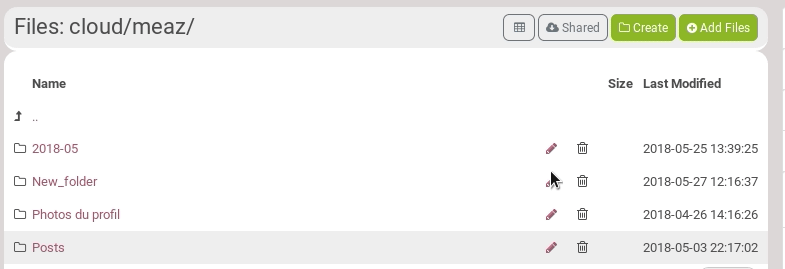 Files: cloud/meaz/ Shared Create Add Files
Name Size Last Modified
..
2018-05 2018-05-25 13:39:25
New_folder 2018-05-27 12:16:37
Photos du profil 2018-04-26 14:16:26
Posts 2018-05-03 22:17:02